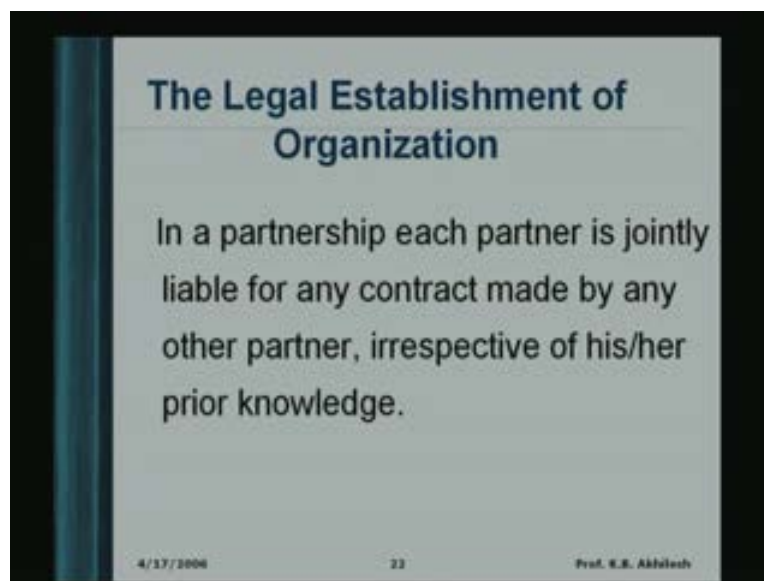 The Legal Establishment of
Organization
In a partnership each partner is jointly
liable for any contract made by any
other partner, irrespective of his/her
prior knowledge.
4/17/2006 22 Prof. K.B. Akhilesh